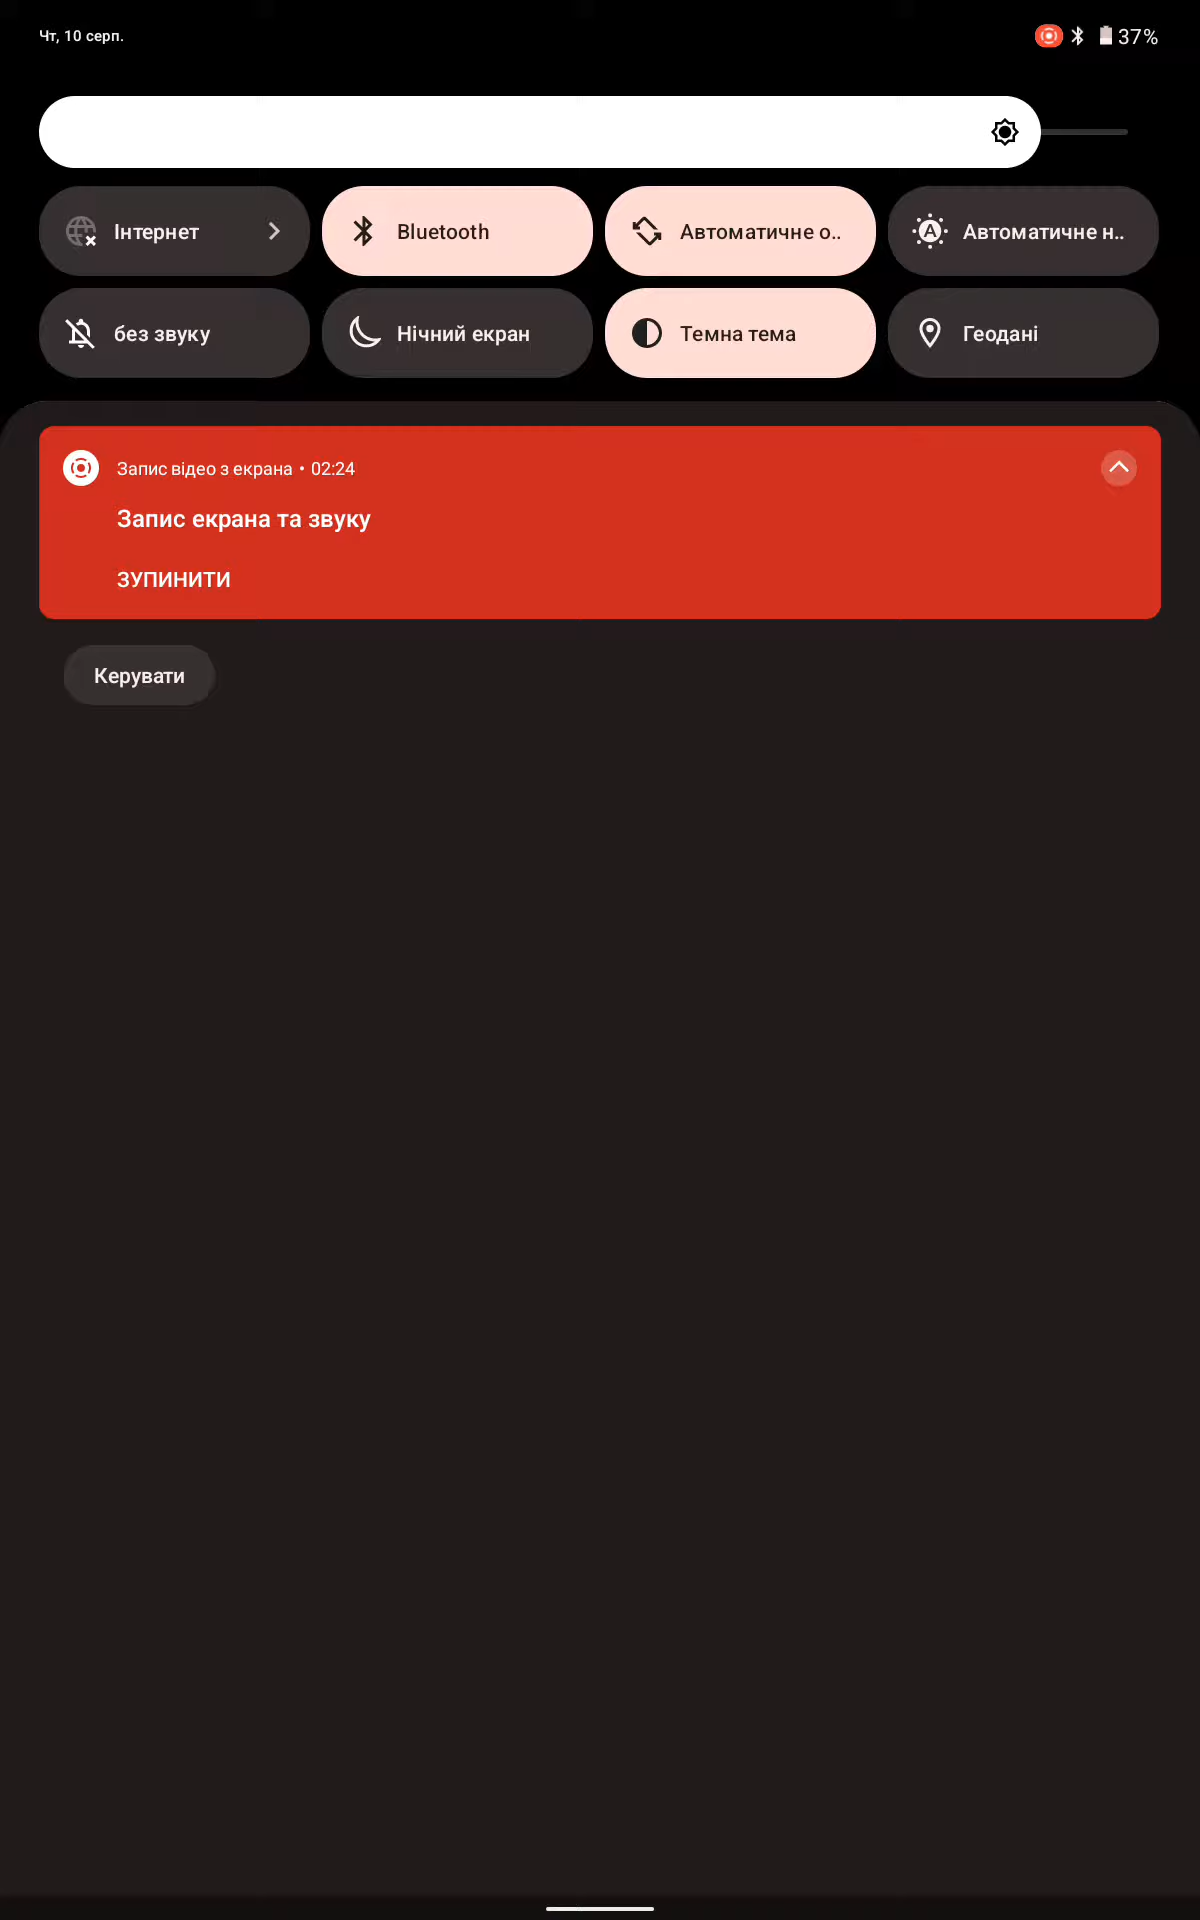 Чт, 10 серп.
37%
Інтернет
Bluetooth
Автоматичне о..
Автоматичне н..
без звуку
Нічний екран
Темна тема
Геодані
Запис відео з екрана • 02:24
Запис екрана та звуку
ЗУПИНИТИ
Керувати